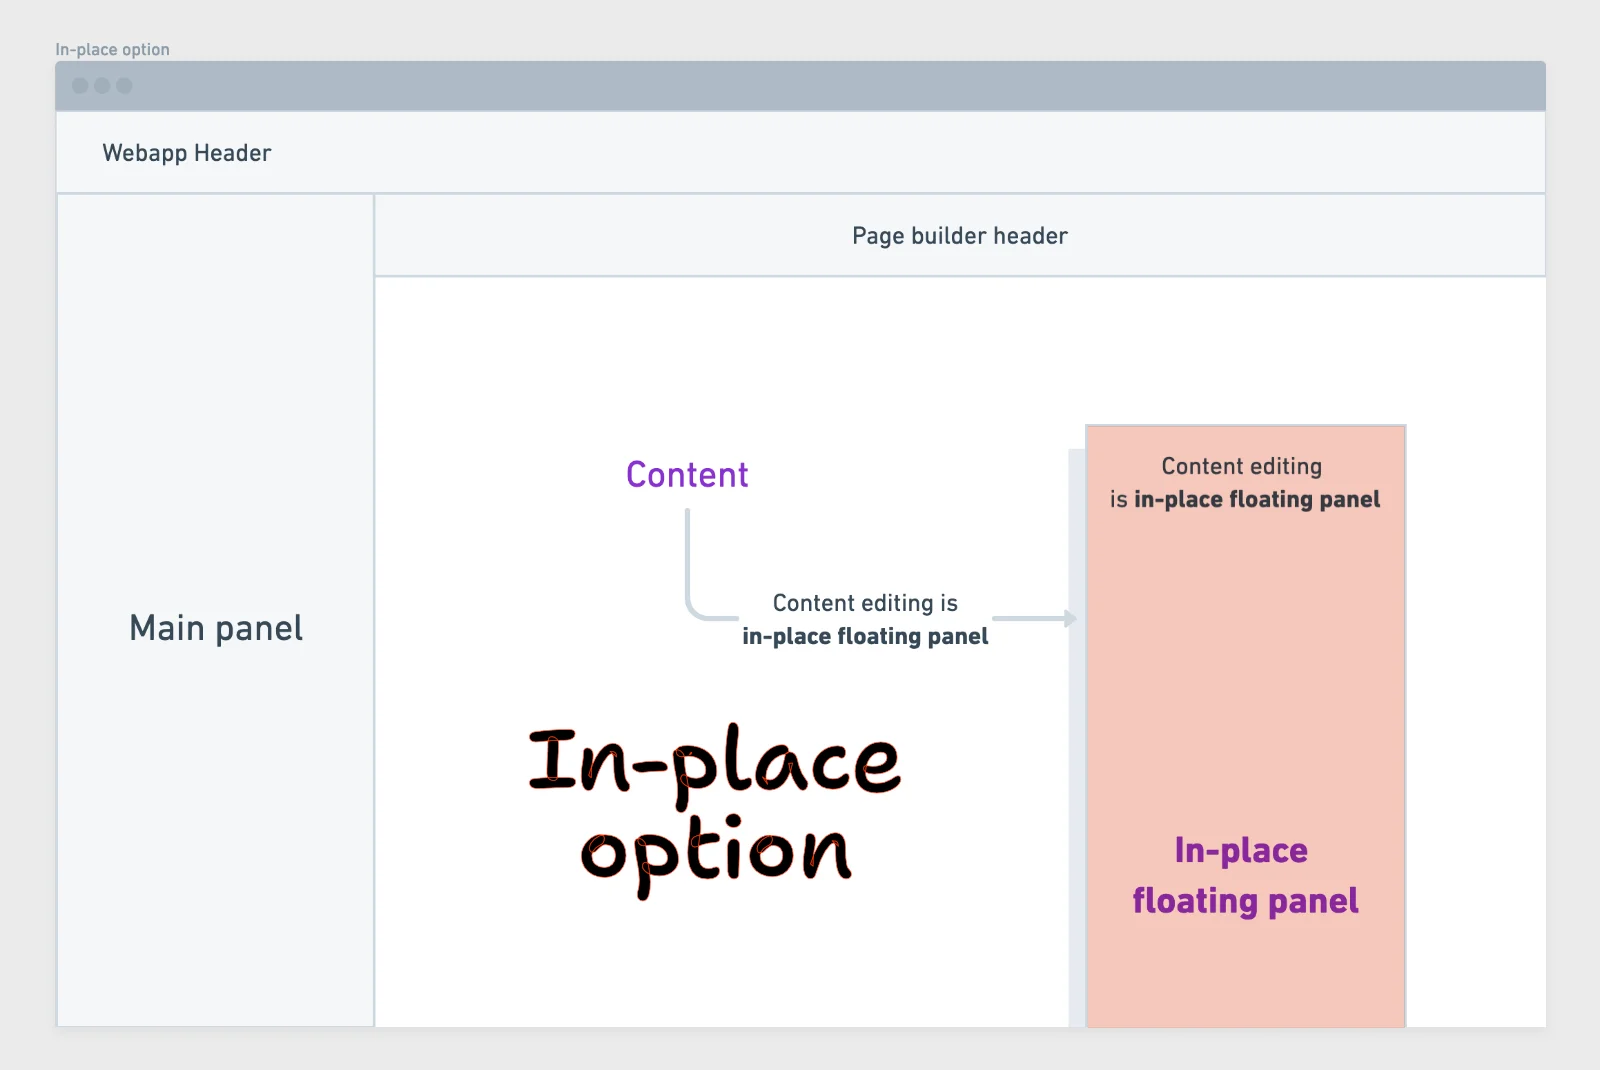 In-place option
Webapp Header
Page builder header
Main panel
Content
Content editing is
in-place floating panel
In-place
option
Content editing
is in-place floating panel
In-place
floating panel